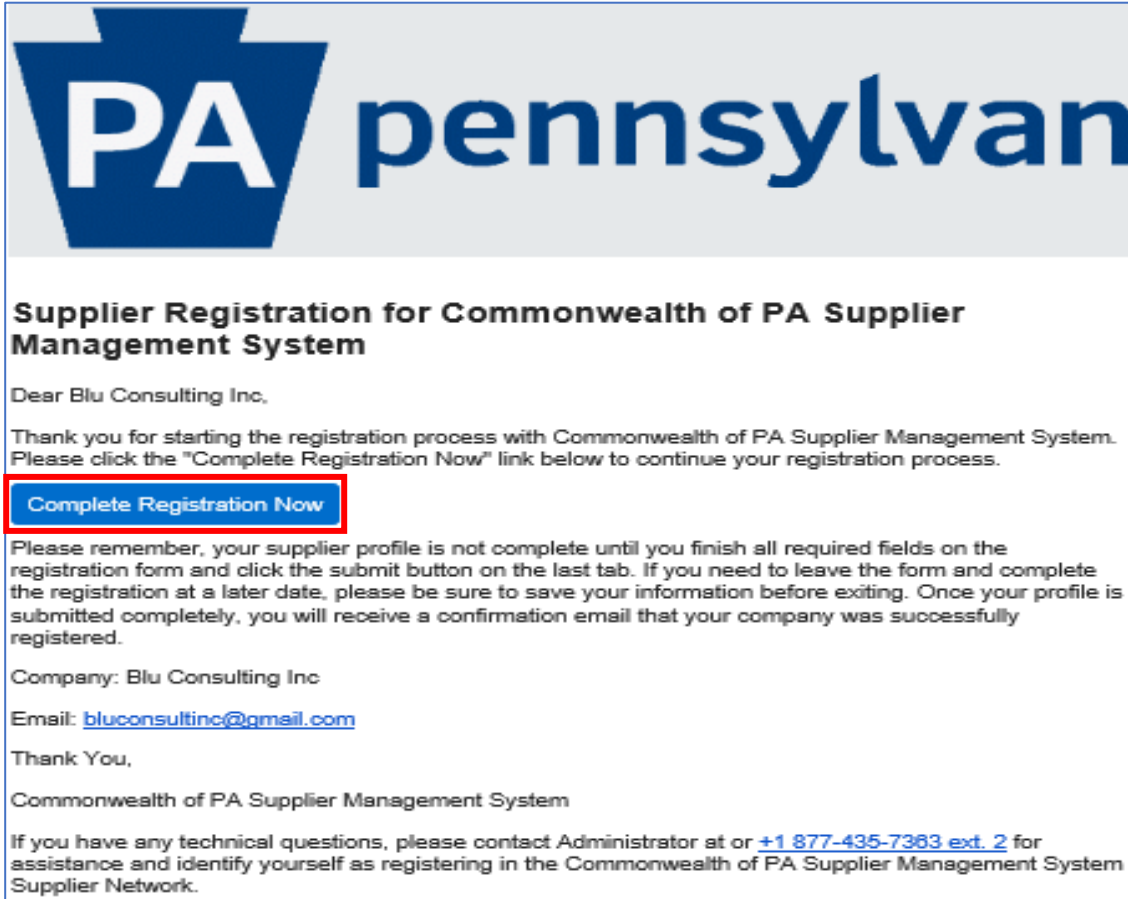 PA pennsylvan
Supplier Registration for Commonwealth of PA Supplier
Management System
Dear Blu Consulting Inc,
Thank you for starting the registration process with Commonwealth of PA Supplier Management System.
Please click the "Complete Registration Now" link below to continue your registration process.
Complete Registration Now
Please remember, your supplier profile is not complete until you finish all required fields on the
registration form and click the submit button on the last tab. If you need to leave the form and complete
the registration at a later date, please be sure to save your information before exiting. Once your profile is
submitted completely, you will receive a confirmation email that your company was successfully
registered.
Company: Blu Consulting Inc
Email: bluconsultinc@gmail.com
Thank You,
Commonwealth of PA Supplier Management System
If you have any technical questions, please contact Administrator at or +1 877-435-7363 ext. 2 for
assistance and identify yourself as registering in the Commonwealth of PA Supplier Management System
Supplier Network.